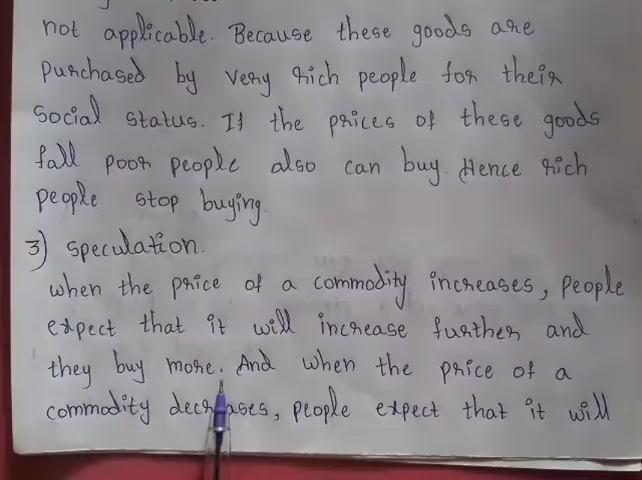 not applicable. Because these goods are
purchased by very rich people for their
Social status. If the prices of these goods
fall poor people also can buy. Hence rich
people stop buying.
3) speculation.
when the price of a commodity increases, people
expect that it will increase further and
they buy more. And when the price of a
commodity decreases, people expect that it will